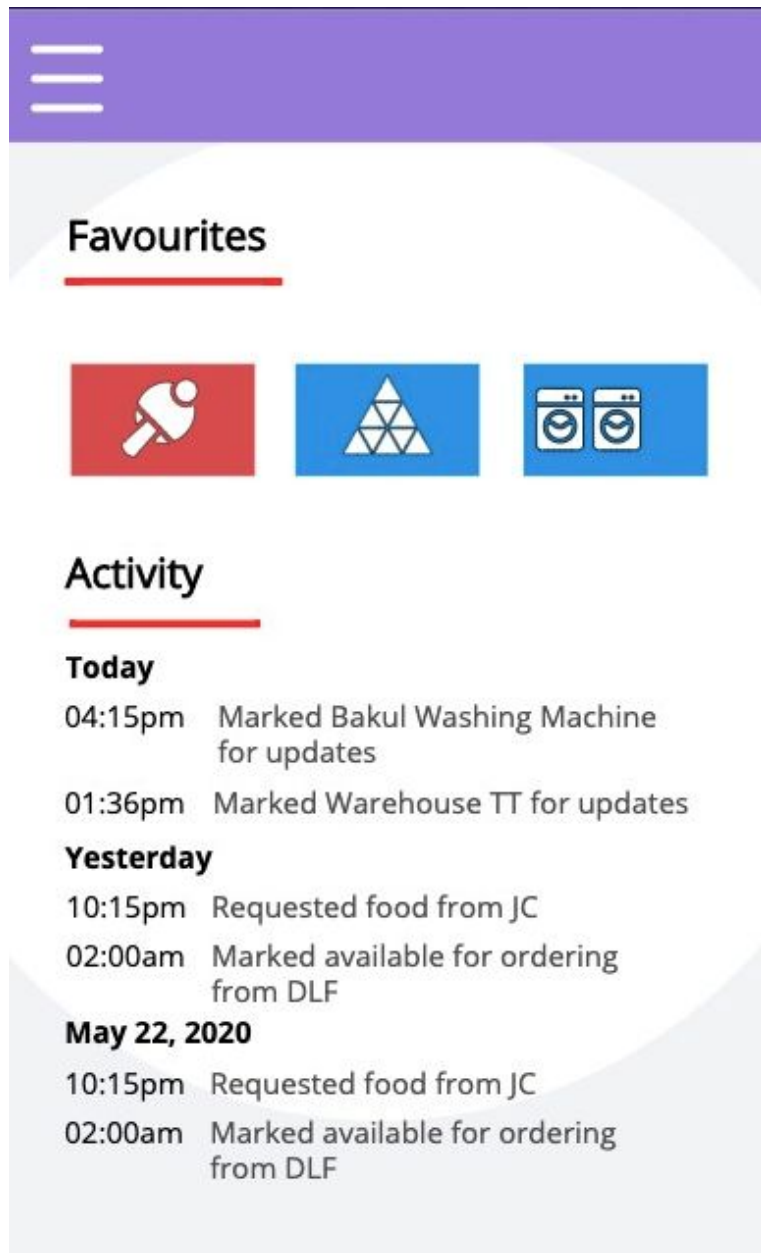 Favourites
Activity
Today
04:15pm Marked Bakul Washing Machine
for updates
01:36pm Marked Warehouse TT for updates
Yesterday
10:15pm Requested food from JC
02:00am Marked available for ordering
from DLF
May 22, 2020
10:15pm Requested food from JC
02:00am Marked available for ordering
from DLF